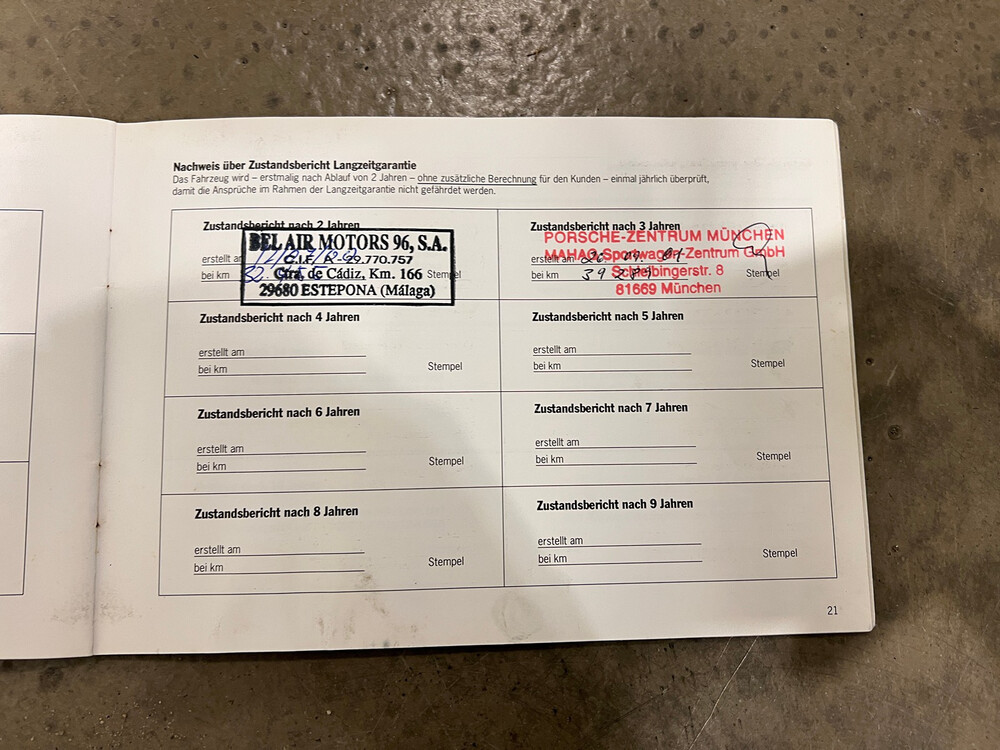 Nachweis über Zustandsbericht Langzeitgarantie
Das Fahrzeug wird – erstmalig nach Ablauf von 2 Jahren – ohne zusätzliche Berechnung für den Kunden – einmal jährlich überprüft,
damit die Ansprüche im Rahmen der Langzeitgarantie nicht gefährdet werden.
Zustandsbericht nach 2 Jahren
BEL AIR MOTORS 96, S.A.
erstellt am
bei km
Ctra. de Cádiz, Km. 166
Stempel
29680 ESTEPONA (Málaga)
Zustandsbericht nach 3 Jahren
PORSCHE-ZENTRUM MÜNCHEN
MAHAG Sportwagen-Zentrum GmbH
erstellt am
bei km
Scheibingerstr. 8
Stempel
81669 München
Zustandsbericht nach 4 Jahren
erstellt am
bei km
Stempel
Zustandsbericht nach 5 Jahren
erstellt am
bei km
Stempel
Zustandsbericht nach 6 Jahren
erstellt am
bei km
Stempel
Zustandsbericht nach 7 Jahren
erstellt am
bei km
Stempel
Zustandsbericht nach 8 Jahren
erstellt am
bei km
Stempel
Zustandsbericht nach 9 Jahren
erstellt am
bei km
Stempel
21